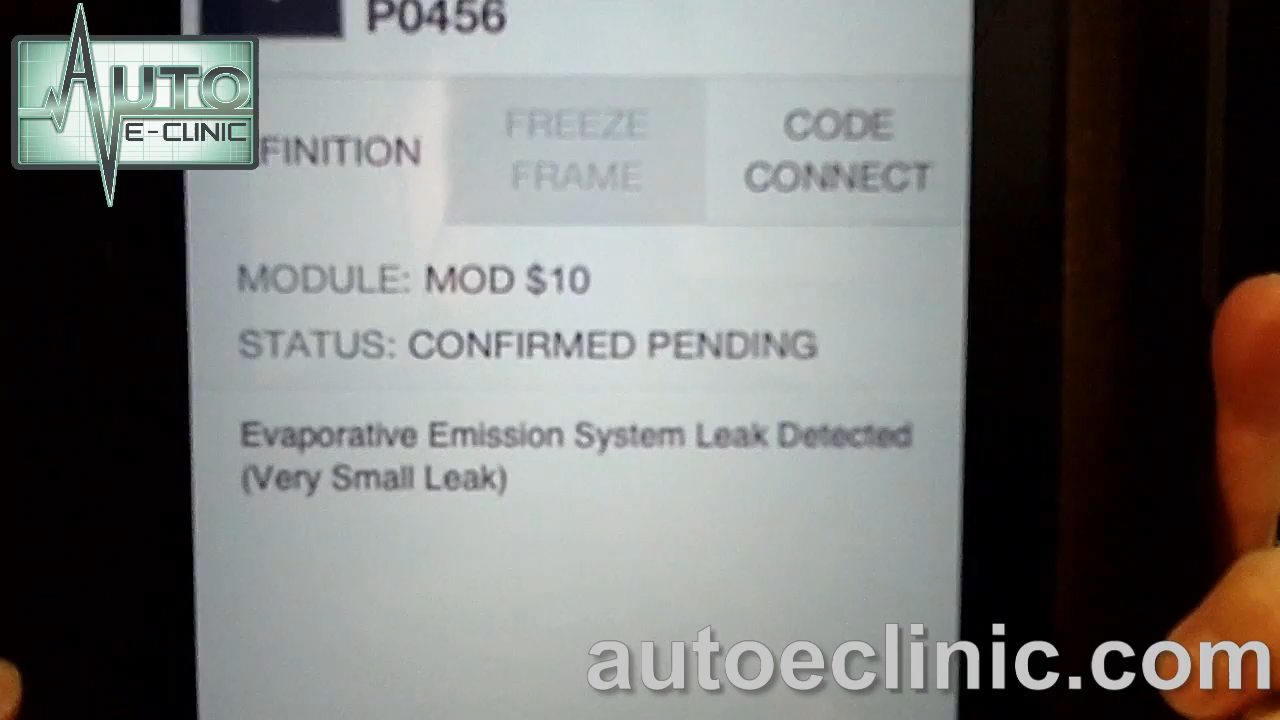 P0456
AUTO
E-CLINIC
FINITION
FREEZE
FRAME
CODE
CONNECT
MODULE: MOD $10
STATUS: CONFIRMED PENDING
Evaporative Emission System Leak Detected
(Very Small Leak)
autoeclinic.com